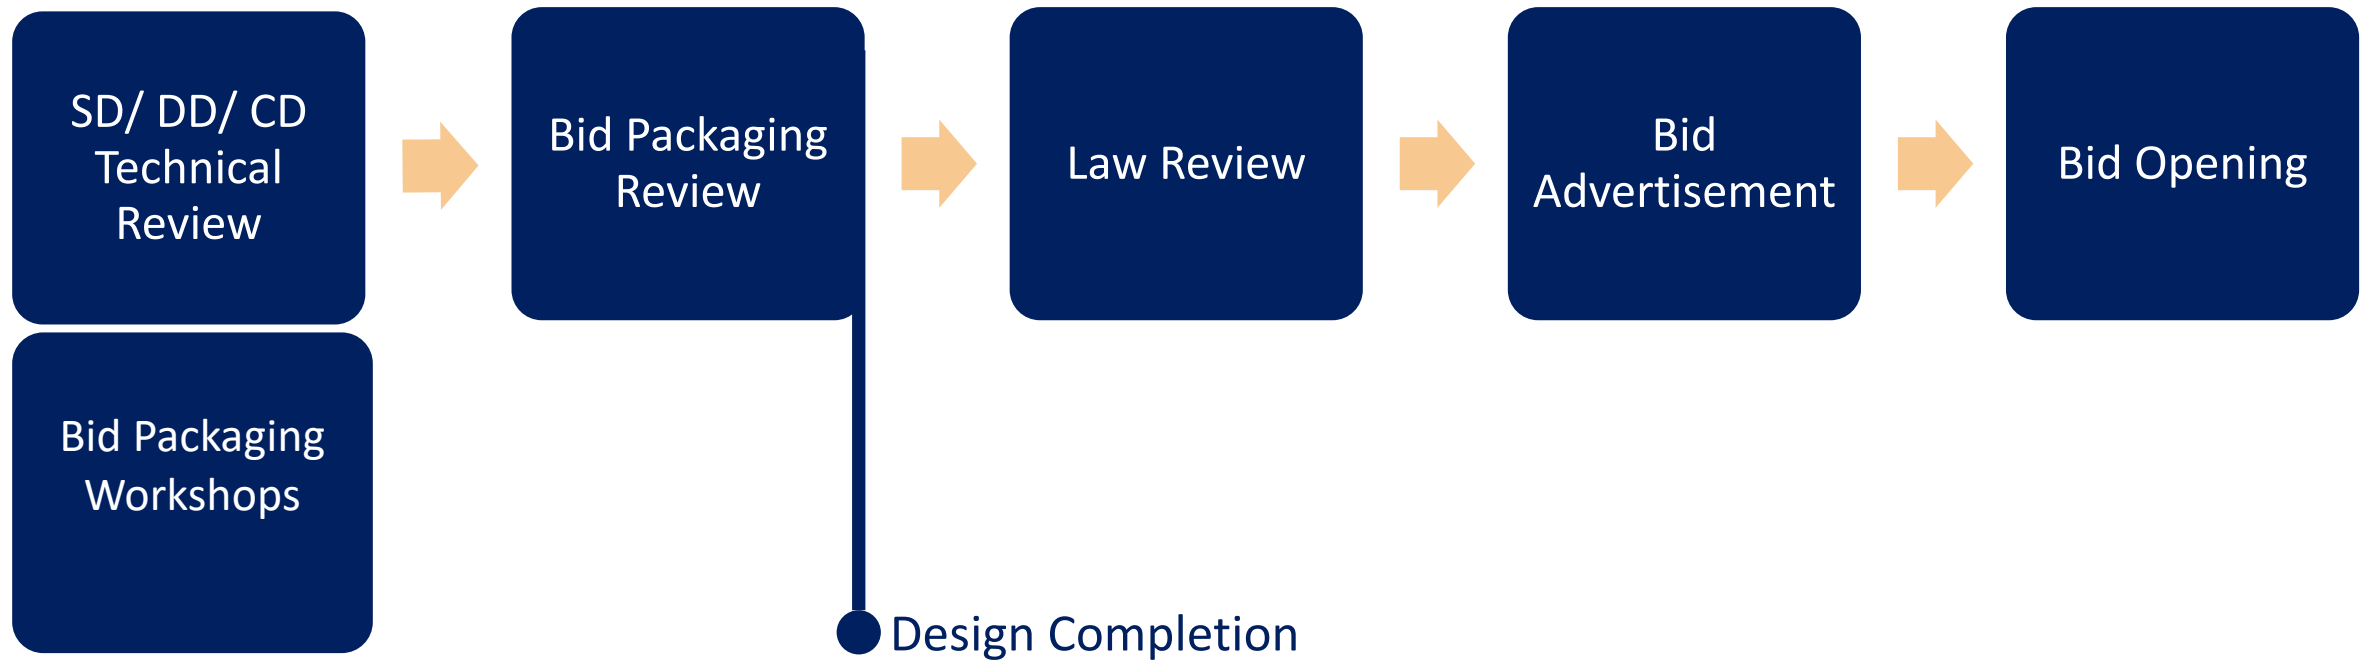 SD/ DD/ CD
Technical
Review
Bid Packaging
Review
Law Review
Bid
Advertisement
Bid Opening
Bid Packaging
Workshops
Design Completion